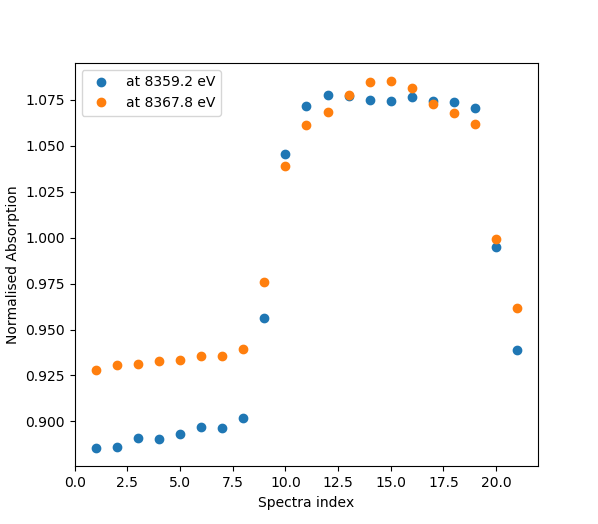 at 8359.2 eV
at 8367.8 eV
1.075
1.050
1.025
1.000
0.975
0.950
0.925
0.900
Normalised Absorption
0.0 2.5 5.0 7.5 10.0 12.5 15.0 17.5 20.0
Spectra index